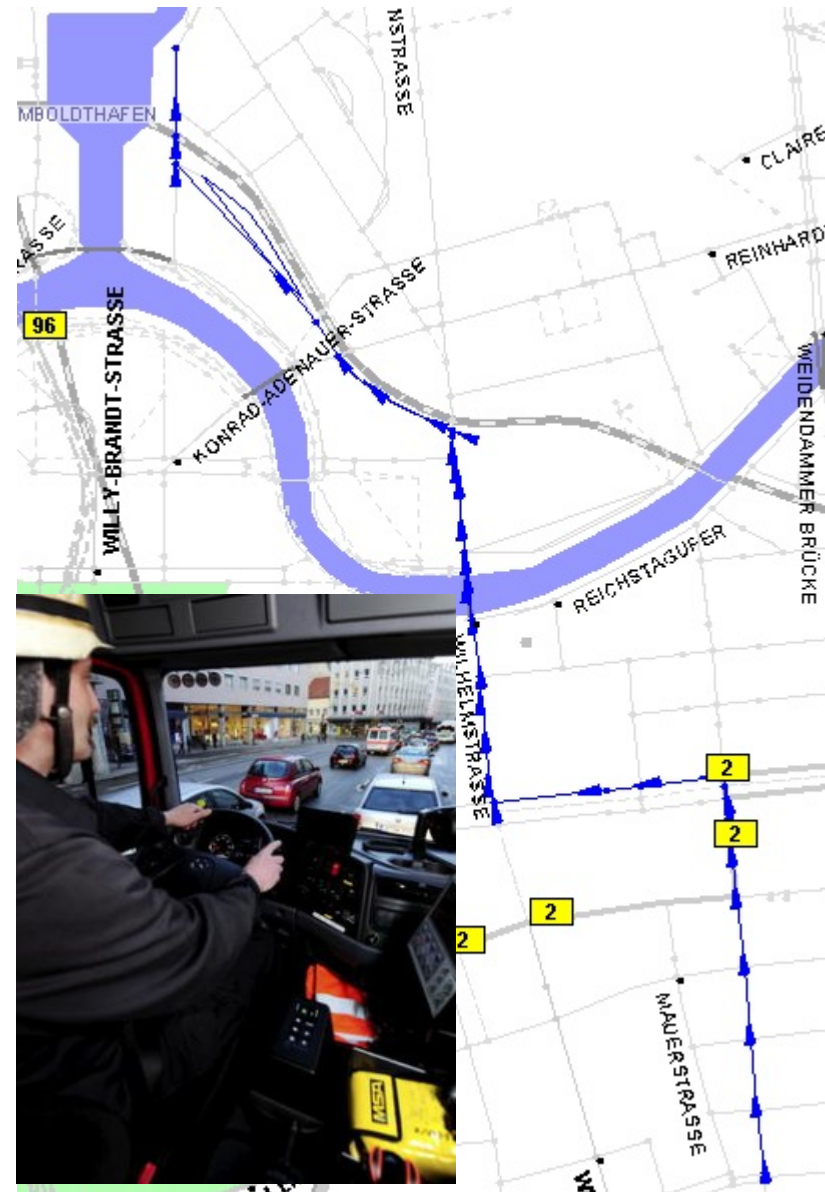 NSTRASSE
MBOLDTHAFEN
CLAIRE
RASSE
REINHARD
96
WILLY-BRANDT-STRASSE
KONRAD-ADENAUER-STRASSE
WEIDENDAMMER BRÜCKE
REICHSTAGUFER
WILHELMSTRASSE
2
2
2
2
MAUERSTRASSE
MSA
W